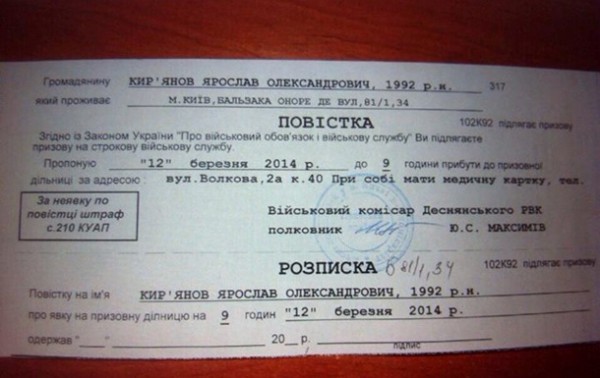 Громадянину КИР'ЯНОВ ЯРОСЛАВ ОЛЕКСАНДРОВИЧ, 1992 р.н. 317
який проживає М.КИЇВ,БАЛЬЗАКА ОНОРЕ ДЕ ВУЛ,81/1,34
ПОВІСТКА 102К92 підлягає призову
Згідно із Законом України "Про військовий обов'язок і військову службу" Ви підлягаєте
призову на строкову військову службу.
Пропоную "12" березня 2014 р. до 9 години прибути до призовної
дільниці за адресою : вул.Волкова,2а к.40 При собі мати медичну картку, тел.
За неявку по
повістці штраф
с.210 КУАП
Військовий комісар Деснянського РВК
полковник Ю.С. МАКСИМІВ
РОЗПИСКА 81/1,34 102К92 підлягає призову
Повістку на ім'я КИР'ЯНОВ ЯРОСЛАВ ОЛЕКСАНДРОВИЧ, 1992 р.н.
про явку на призовну дільницю на 9 годин "12" березня 2014 р.
одержав "___" ___ 20__ р.
підпис